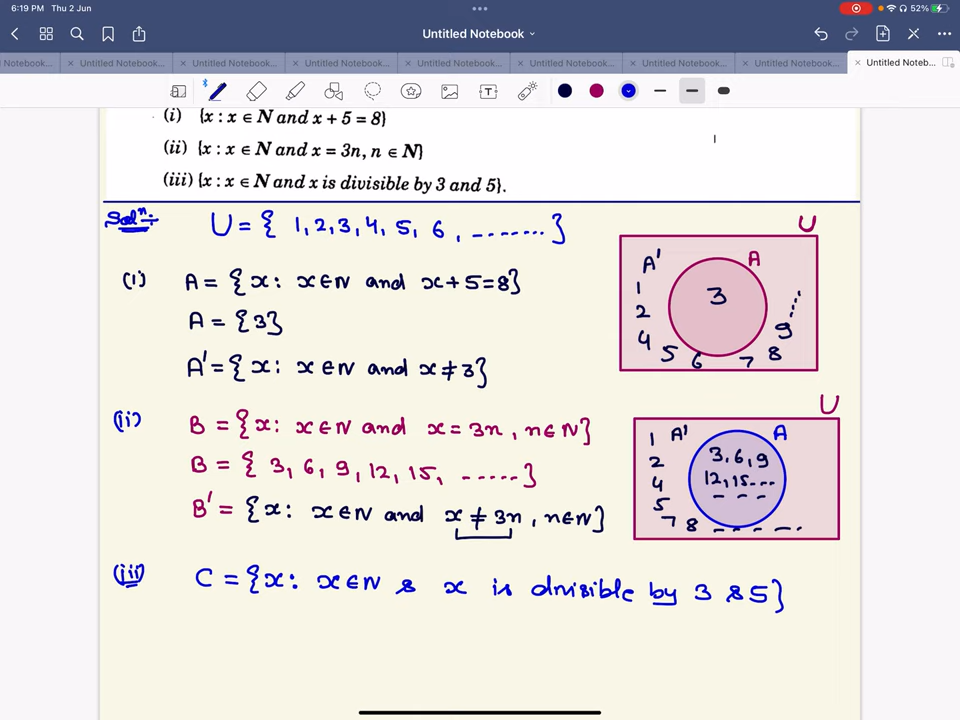 6:19 PM Thu 2 Jun
52%
Untitled Notebook
Notebook...
Untitled Notebook...
Untitled Notebook...
Untitled Notebook...
Untitled Notebook...
Untitled Notebook...
Untitled Notebook...
Untitled Notebook...
Untitled Noteb...
(i) {x : x ∈ N and x + 5 = 8}
(ii) {x : x ∈ N and x = 3n, n ∈ N}
(iii) {x : x ∈ N and x is divisible by 3 and 5}.
Solⁿ:-
U = { 1, 2, 3, 4, 5, 6, ....... }
(i) A = {x: x∈N and x+5=8}
A = {3}
A' = {x: x∈N and x≠3}
U
A' A
1 3
2 9
4 5 6 7 8
(ii) B = {x: x∈N and x=3n, n∈N}
B = { 3, 6, 9, 12, 15, ...... }
B' = {x: x∈N and x≠3n, n∈N}
U
1 A' A
2 3, 6, 9
4 12, 15...
5
7 8
(iii) C = {x: x∈N & x is divisible by 3 &5}